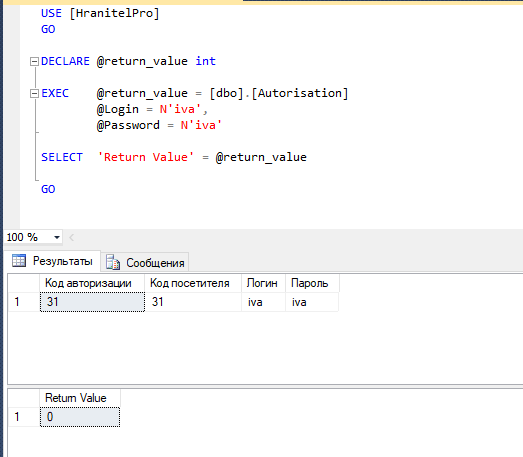 USE [HranitelPro]
GO
DECLARE @return_value int
EXEC @return_value = [dbo].[Autorisation]
@Login = N'iva',
@Password = N'iva'
SELECT 'Return Value' = @return_value
GO
100 %
Результаты Сообщения
Код авторизации Код посетителя Логин Пароль
1 31 31 iva iva
Return Value
1 0